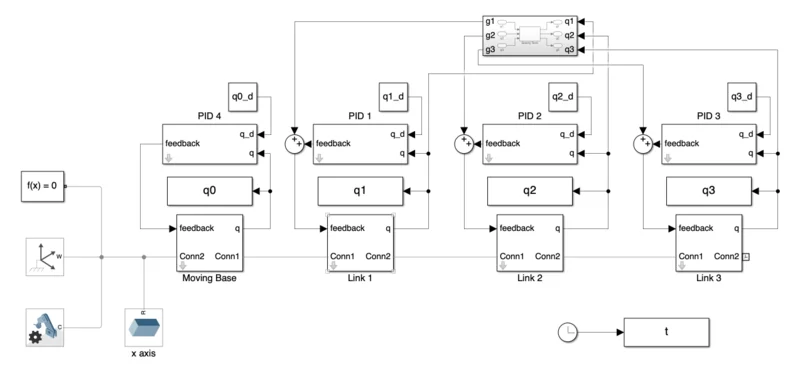 g1 q1
g2 q2
g3 q3
q0_d
q1_d
q2_d
q3_d
PID 4
PID 1
PID 2
PID 3
q_d
feedback
q
q_d
feedback
q
q_d
feedback
q
q_d
feedback
q
f(x) = 0
q0
q1
q2
q3
feedback
Conn2 Conn1
Moving Base
feedback q
Conn1 Conn2
Link 1
feedback q
Conn1 Conn2
Link 2
feedback q
Conn1 Conn2
Link 3
W
C
R
x axis
t